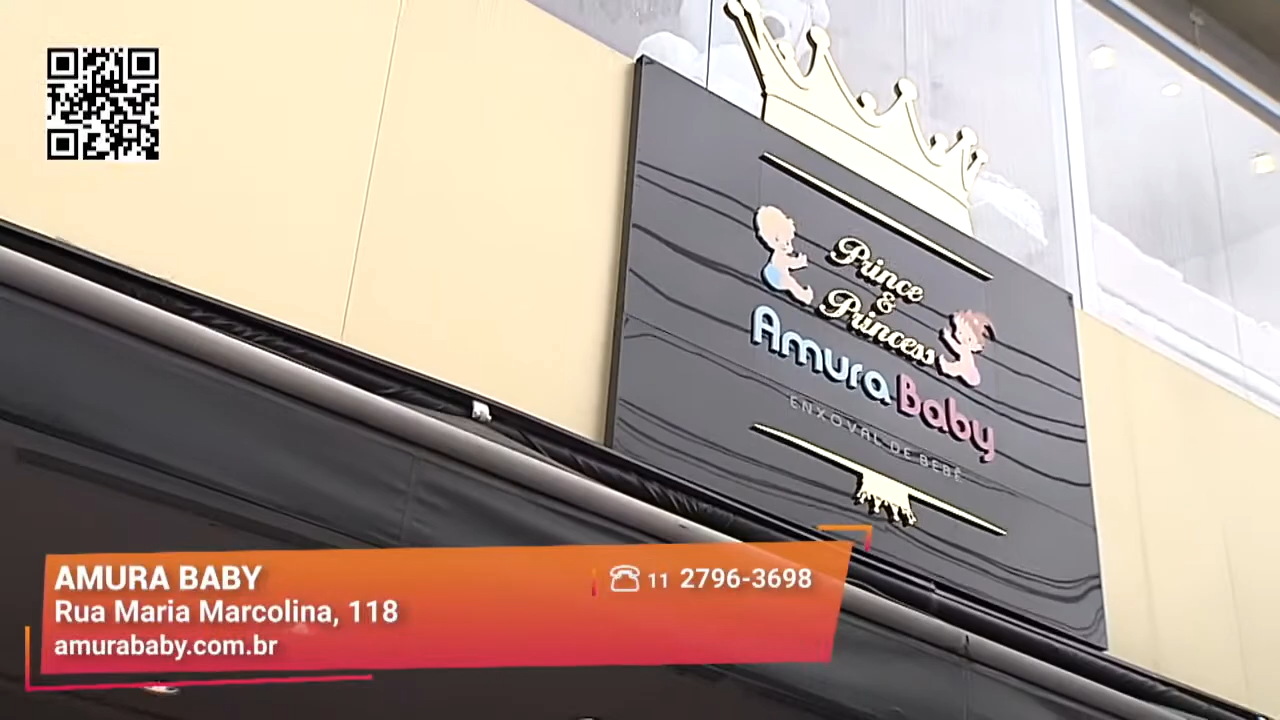 Prince
&
Princess
Amura Baby
ENXOVAL DE BEBÊ
AMURA BABY
11 2796-3698
Rua Maria Marcolina, 118
amurababy.com.br